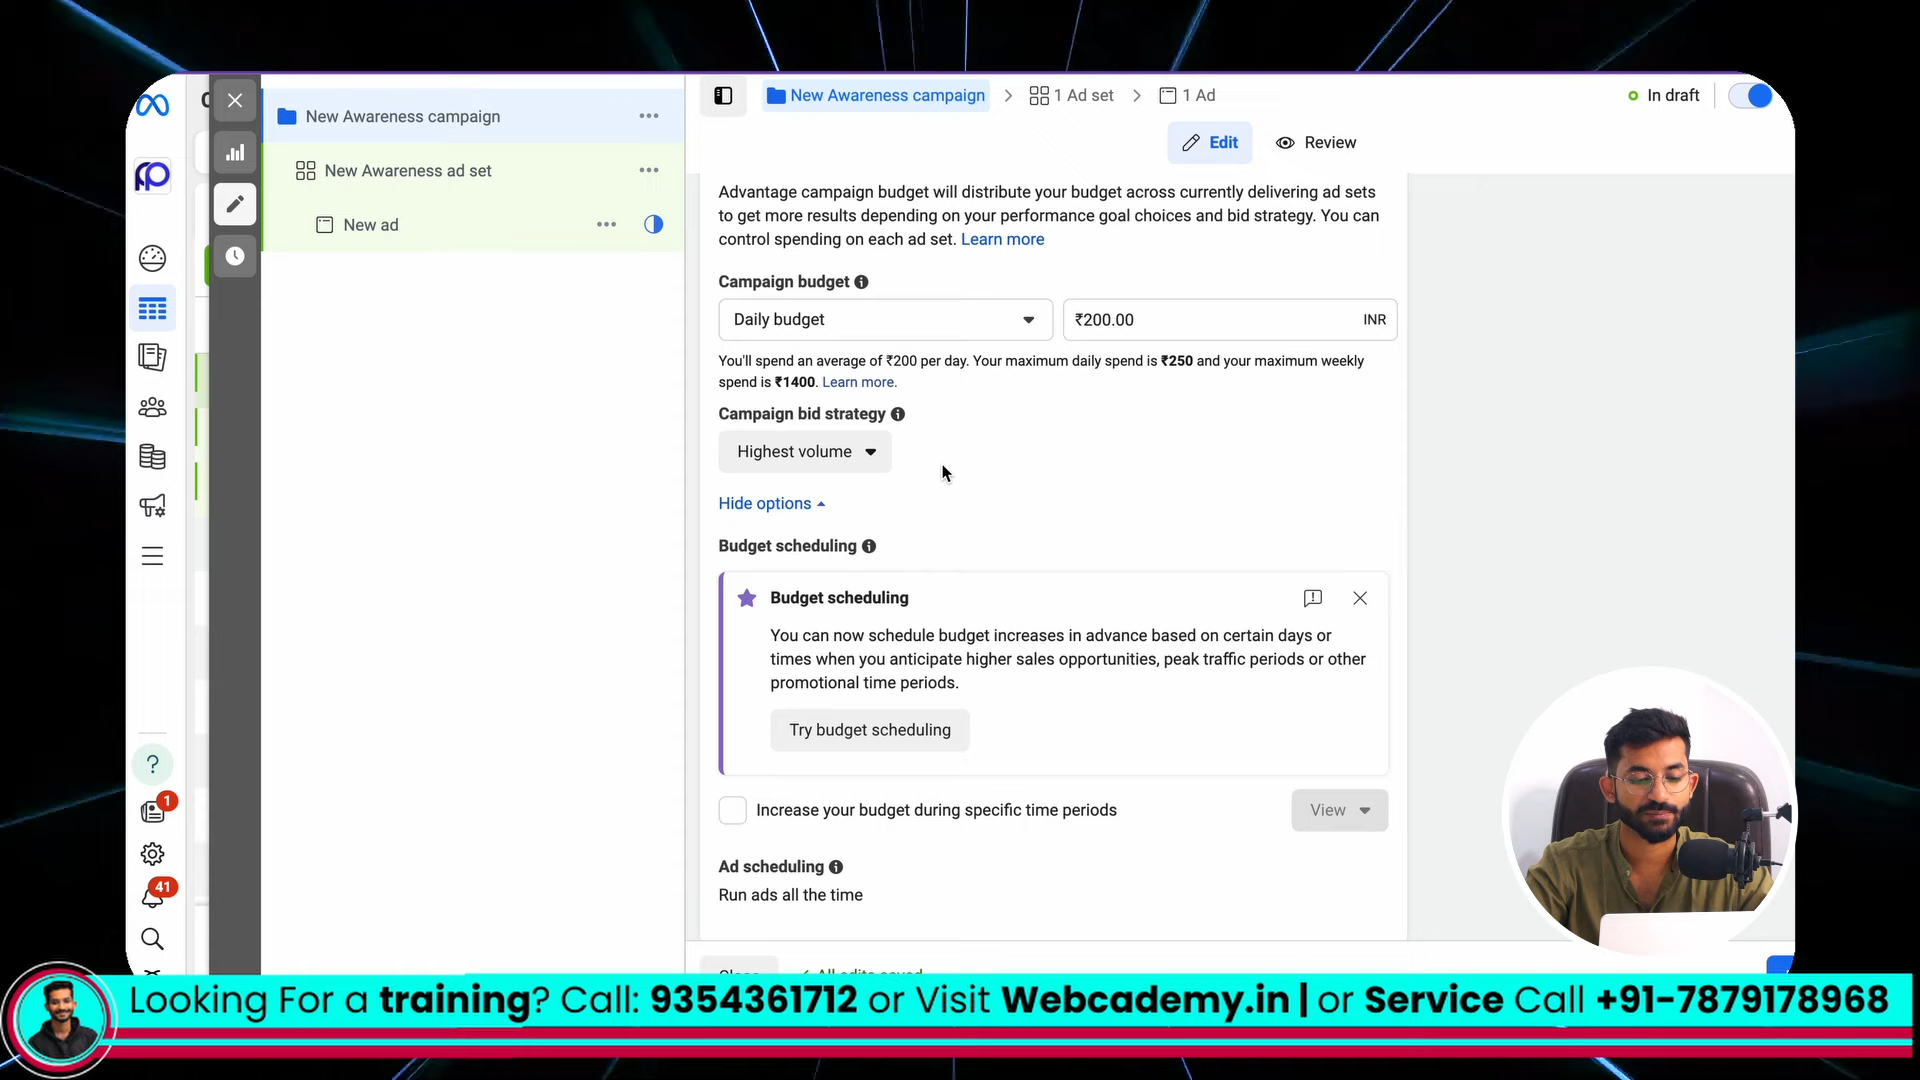 New Awareness campaign
New Awareness ad set
New ad
New Awareness campaign
1 Ad set
1 Ad
In draft
Edit
Review
Advantage campaign budget will distribute your budget across currently delivering ad sets
to get more results depending on your performance goal choices and bid strategy. You can
control spending on each ad set. Learn more
Campaign budget
Daily budget
₹200.00
INR
You'll spend an average of ₹200 per day. Your maximum daily spend is ₹250 and your maximum weekly
spend is ₹1400. Learn more.
Campaign bid strategy
Highest volume
Hide options
Budget scheduling
Budget scheduling
You can now schedule budget increases in advance based on certain days or
times when you anticipate higher sales opportunities, peak traffic periods or other
promotional time periods.
Try budget scheduling
Increase your budget during specific time periods
View
Ad scheduling
Run ads all the time
?
1
41
Looking For a training? Call: 9354361712 or Visit Webcademy.in | or Service Call +91-7879178968